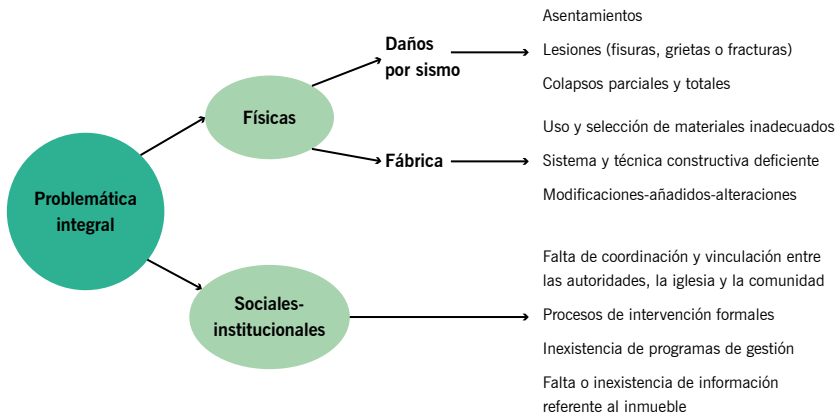 Problemática
integral
Físicas
Daños
por sismo
Asentamientos
Lesiones (fisuras, grietas o fracturas)
Colapsos parciales y totales
Fábrica
Uso y selección de materiales inadecuados
Sistema y técnica constructiva deficiente
Modificaciones-añadidos-alteraciones
Sociales-
institucionales
Falta de coordinación y vinculación entre
las autoridades, la iglesia y la comunidad
Procesos de intervención formales
Inexistencia de programas de gestión
Falta o inexistencia de información
referente al inmueble